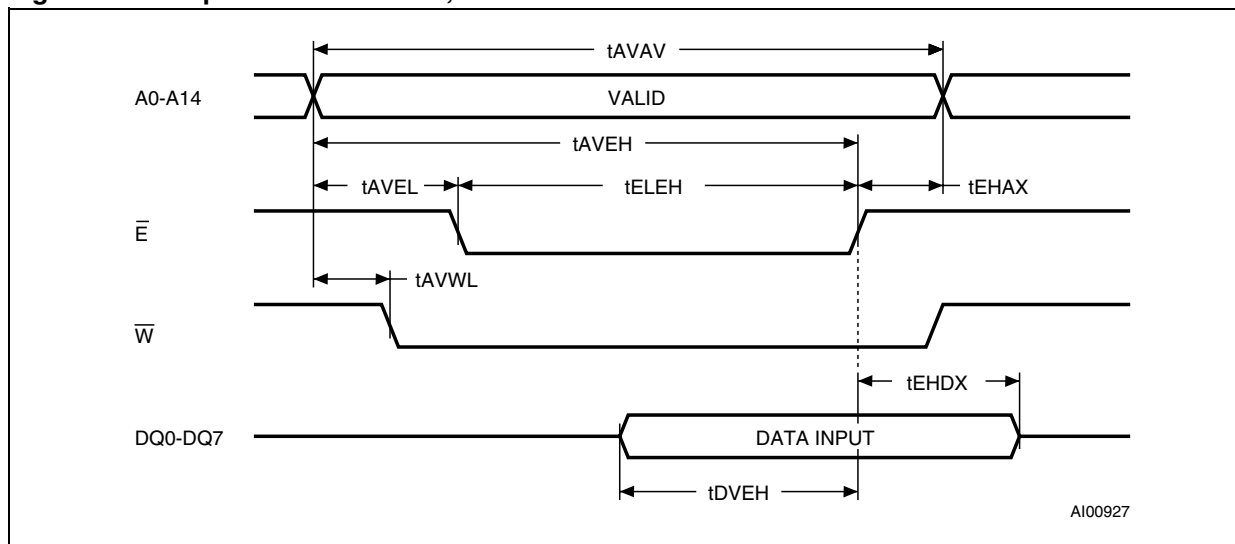 tAVAV
A0-A14
VALID
tAVEH
tAVEL
tELEH
tEHAX
E̅
tAVWL
W̅
tEHDX
DQ0-DQ7
DATA INPUT
tDVEH
AI00927